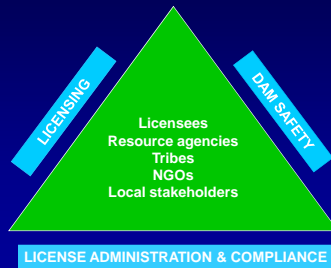 LICENSING
DAM SAFETY
Licensees
Resource agencies
Tribes
NGOs
Local stakeholders
LICENSE ADMINISTRATION & COMPLIANCE